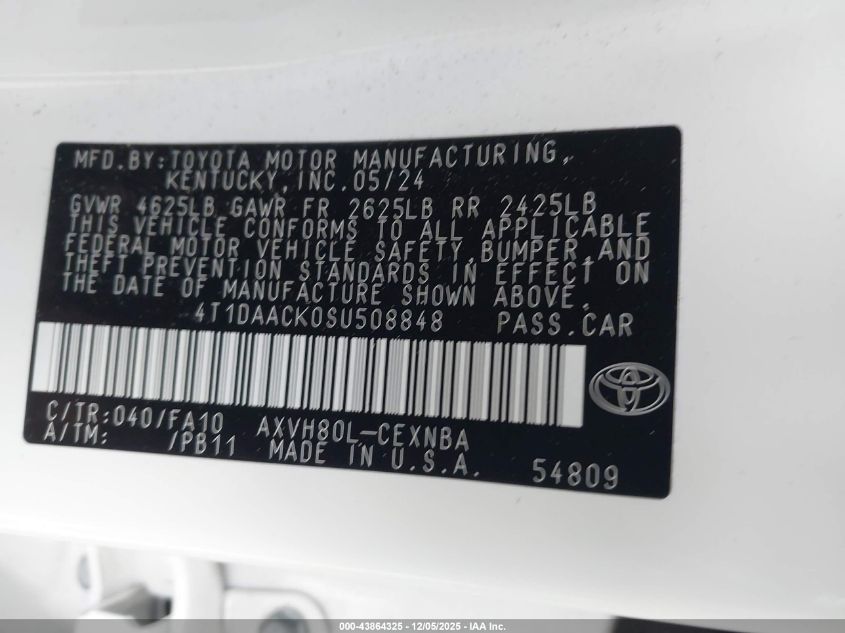 MFD.BY:TOYOTA MOTOR MANUFACTURING,
KENTUCKY,INC.05/24
GVWR 4625LB GAWR FR 2625LB RR 2425LB
THIS VEHICLE CONFORMS TO ALL APPLICABLE
FEDERAL MOTOR VEHICLE SAFETY,BUMPER,AND
THEFT PREVENTION STANDARDS IN EFFECT ON
THE DATE OF MANUFACTURE SHOWN ABOVE.
4T1DAACK0SU508848 PASS.CAR
C/TR:040/FA10 AXVH80L-CEXNBA
A/TM: /PB11 MADE IN U.S.A. 54809
000-43864325 - 12/05/2025 - IAA Inc.